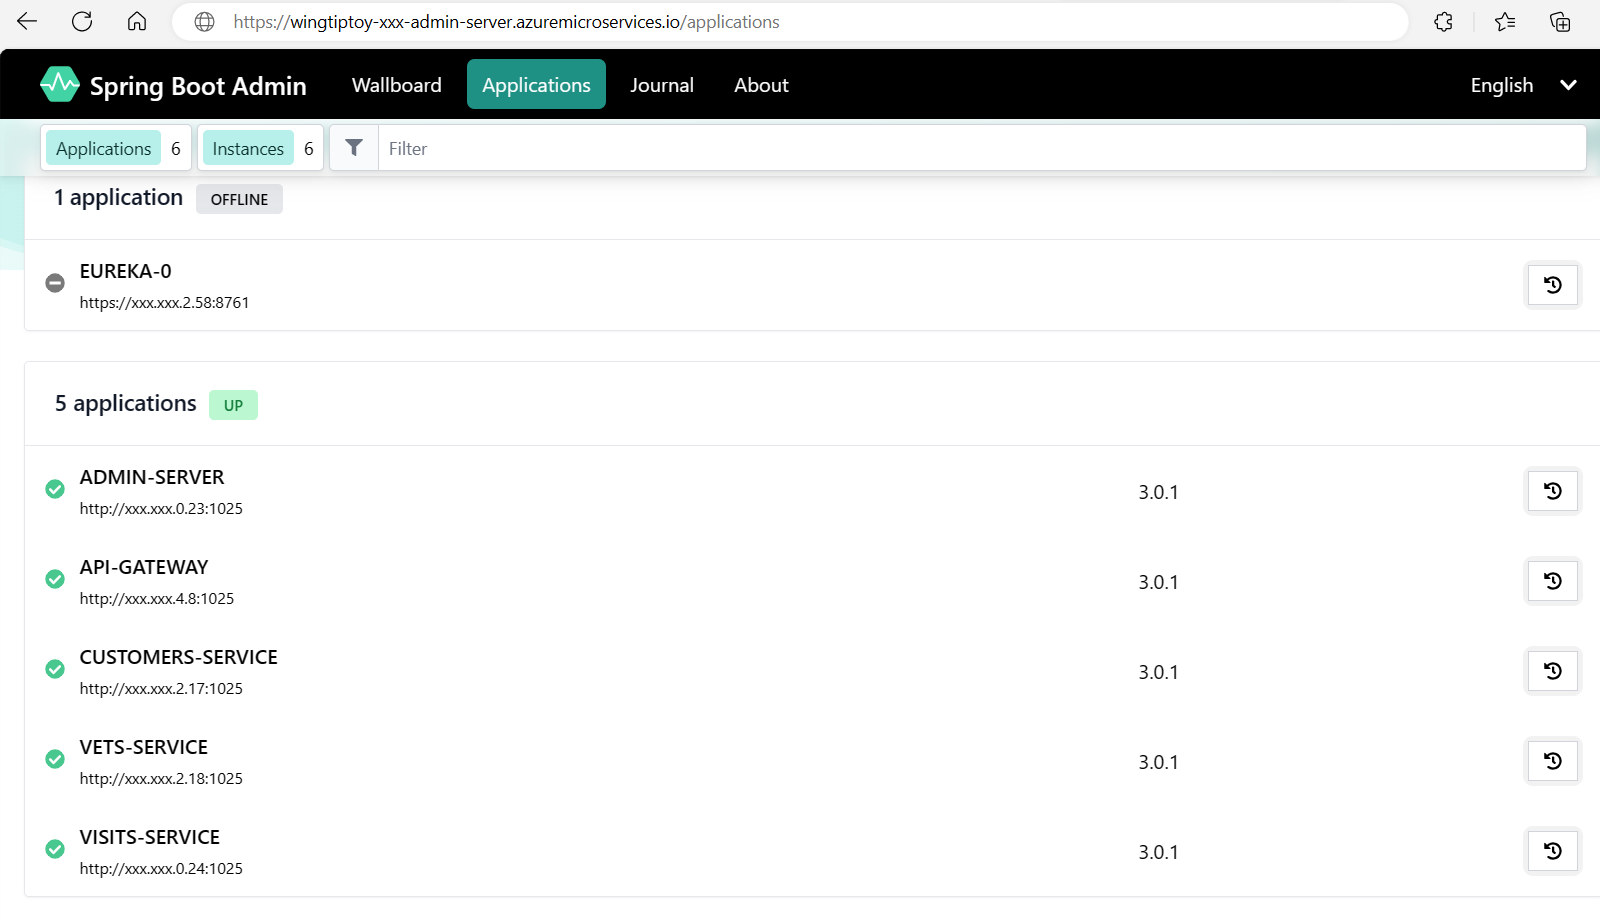 https://wingtiptoy-xxx-admin-server.azuremicroservices.io/applications
Spring Boot Admin Wallboard Applications Journal About English
Applications 6 Instances 6 Filter
1 application OFFLINE
EUREKA-0
https://xxx.xxx.2.58:8761
5 applications UP
ADMIN-SERVER
http://xxx.xxx.0.23:1025
3.0.1
API-GATEWAY
http://xxx.xxx.4.8:1025
3.0.1
CUSTOMERS-SERVICE
http://xxx.xxx.2.17:1025
3.0.1
VETS-SERVICE
http://xxx.xxx.2.18:1025
3.0.1
VISITS-SERVICE
http://xxx.xxx.0.24:1025
3.0.1